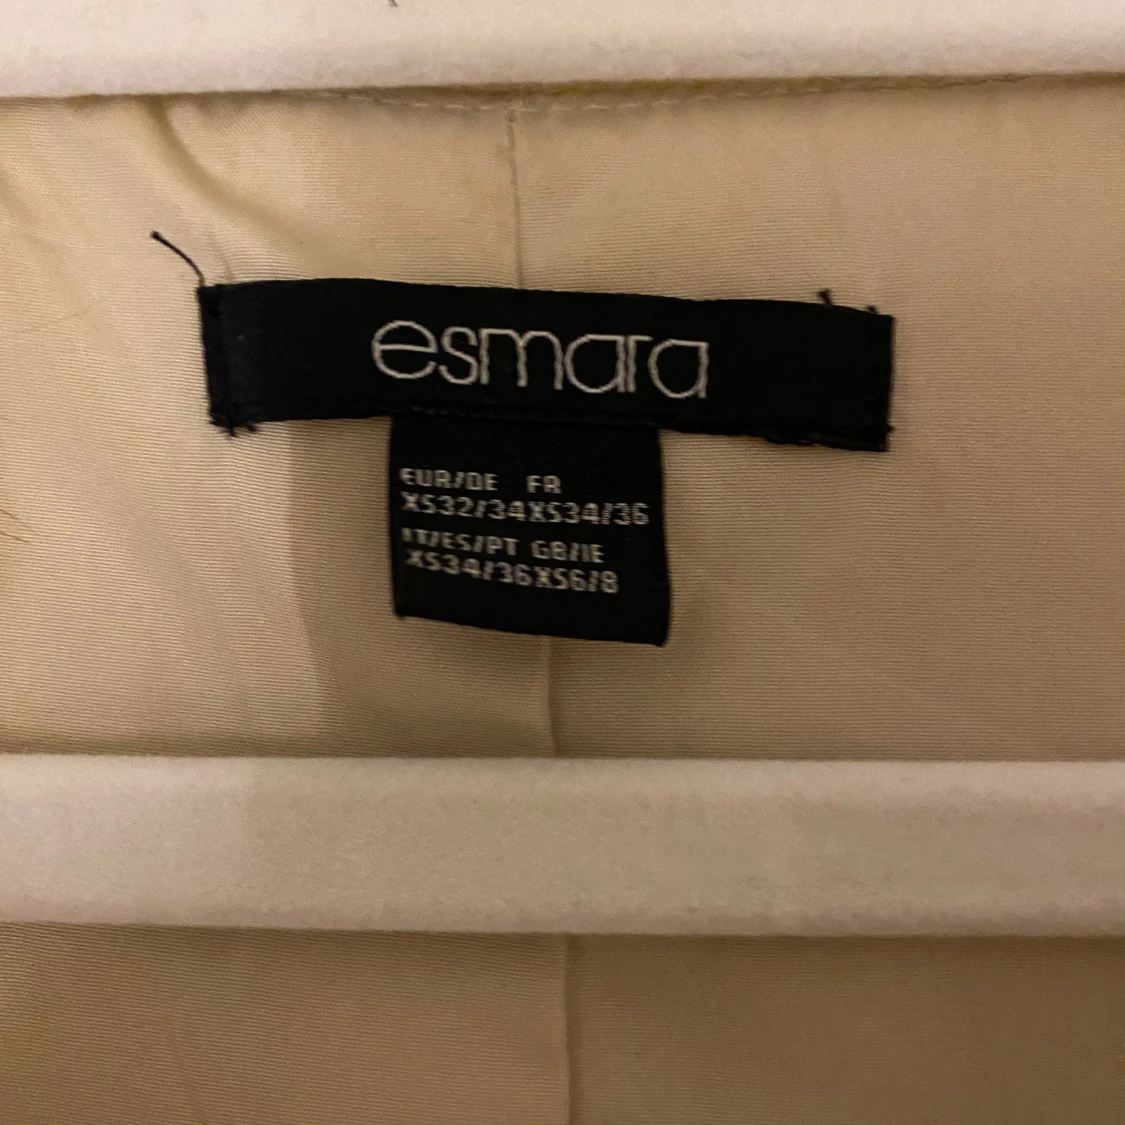 esmara
EUR/DE FR
XS32/34XS34/36
IT/ES/PT GB/IE
XS34/36XS6/8